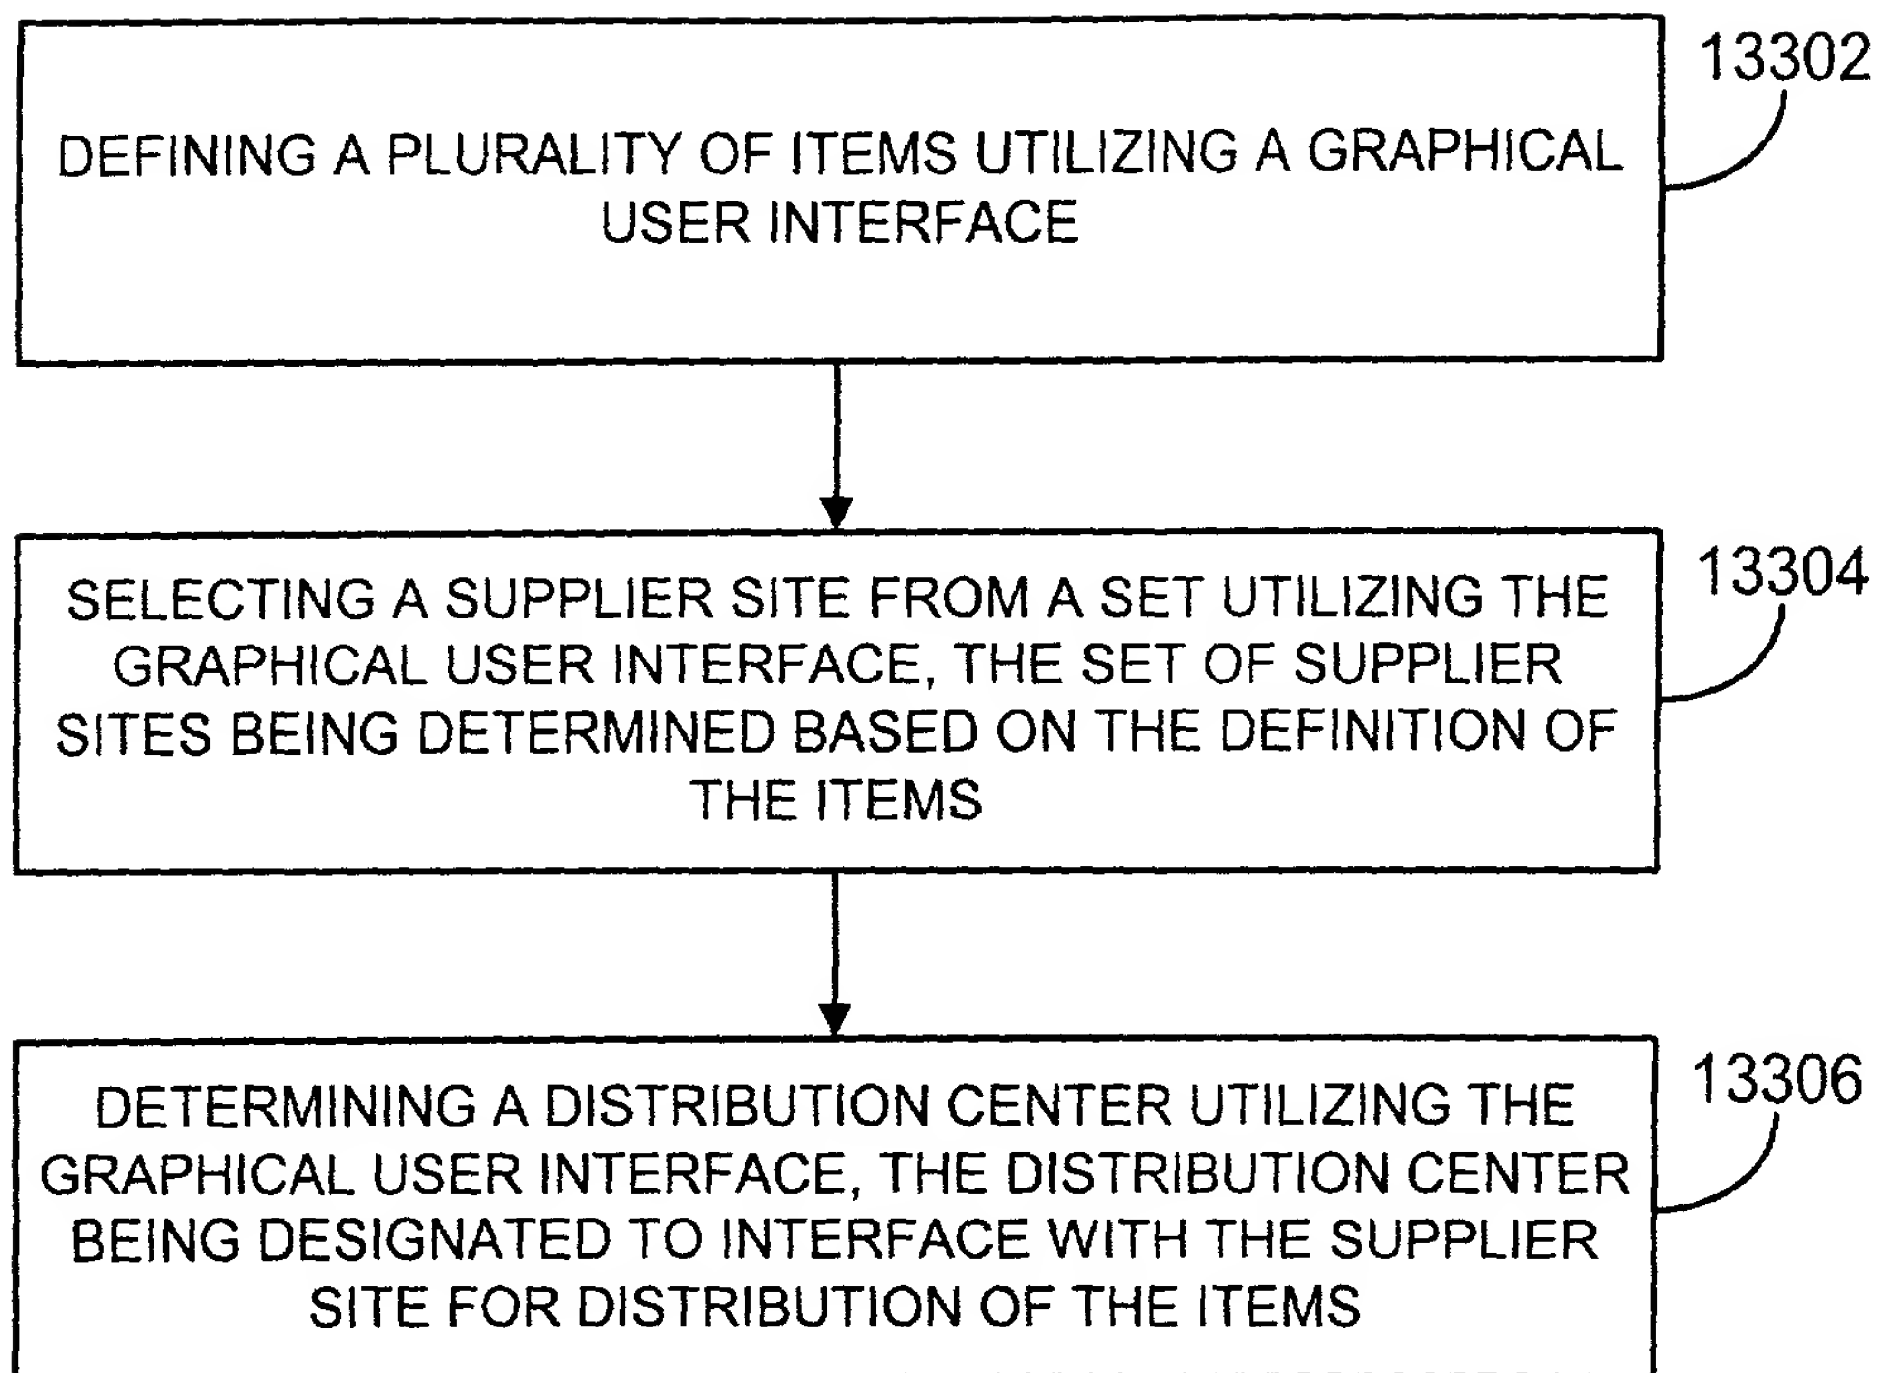 13302
DEFINING A PLURALITY OF ITEMS UTILIZING A GRAPHICAL
USER INTERFACE
13304
SELECTING A SUPPLIER SITE FROM A SET UTILIZING THE
GRAPHICAL USER INTERFACE, THE SET OF SUPPLIER
SITES BEING DETERMINED BASED ON THE DEFINITION OF
THE ITEMS
13306
DETERMINING A DISTRIBUTION CENTER UTILIZING THE
GRAPHICAL USER INTERFACE, THE DISTRIBUTION CENTER
BEING DESIGNATED TO INTERFACE WITH THE SUPPLIER
SITE FOR DISTRIBUTION OF THE ITEMS